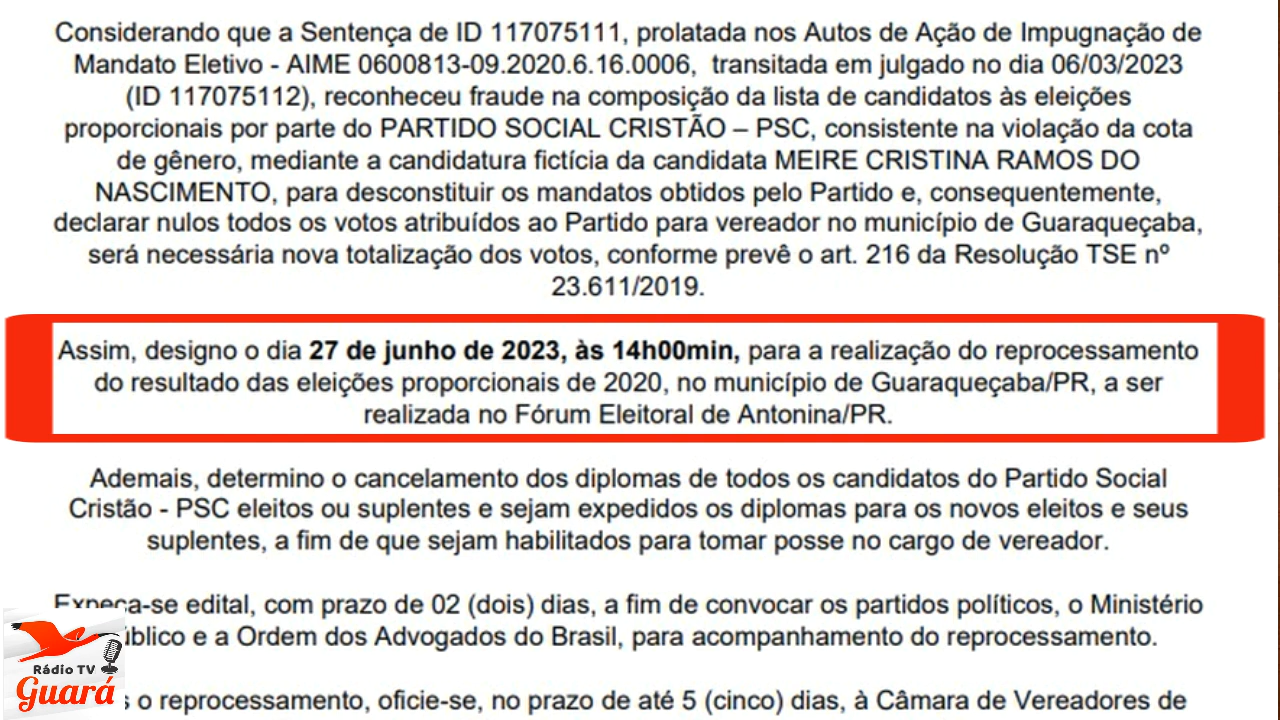 Considerando que a Sentença de ID 117075111, prolatada nos Autos de Ação de Impugnação de
Mandato Eletivo - AIME 0600813-09.2020.6.16.0006, transitada em julgado no dia 06/03/2023
(ID 117075112), reconheceu fraude na composição da lista de candidatos às eleições
proporcionais por parte do PARTIDO SOCIAL CRISTÃO – PSC, consistente na violação da cota
de gênero, mediante a candidatura fictícia da candidata MEIRE CRISTINA RAMOS DO
NASCIMENTO, para desconstituir os mandatos obtidos pelo Partido e, consequentemente,
declarar nulos todos os votos atribuídos ao Partido para vereador no município de Guaraqueçaba,
será necessária nova totalização dos votos, conforme prevê o art. 216 da Resolução TSE nº
23.611/2019.
Assim, designo o dia 27 de junho de 2023, às 14h00min, para a realização do reprocessamento
do resultado das eleições proporcionais de 2020, no município de Guaraqueçaba/PR, a ser
realizada no Fórum Eleitoral de Antonina/PR.
Ademais, determino o cancelamento dos diplomas de todos os candidatos do Partido Social
Cristão - PSC eleitos ou suplentes e sejam expedidos os diplomas para os novos eleitos e seus
suplentes, a fim de que sejam habilitados para tomar posse no cargo de vereador.
Expeça-se edital, com prazo de 02 (dois) dias, a fim de convocar os partidos políticos, o Ministério
úblico e a Ordem dos Advogados do Brasil, para acompanhamento do reprocessamento.
s o reprocessamento, oficie-se, no prazo de até 5 (cinco) dias, à Câmara de Vereadores de
Rádio TV
Guará